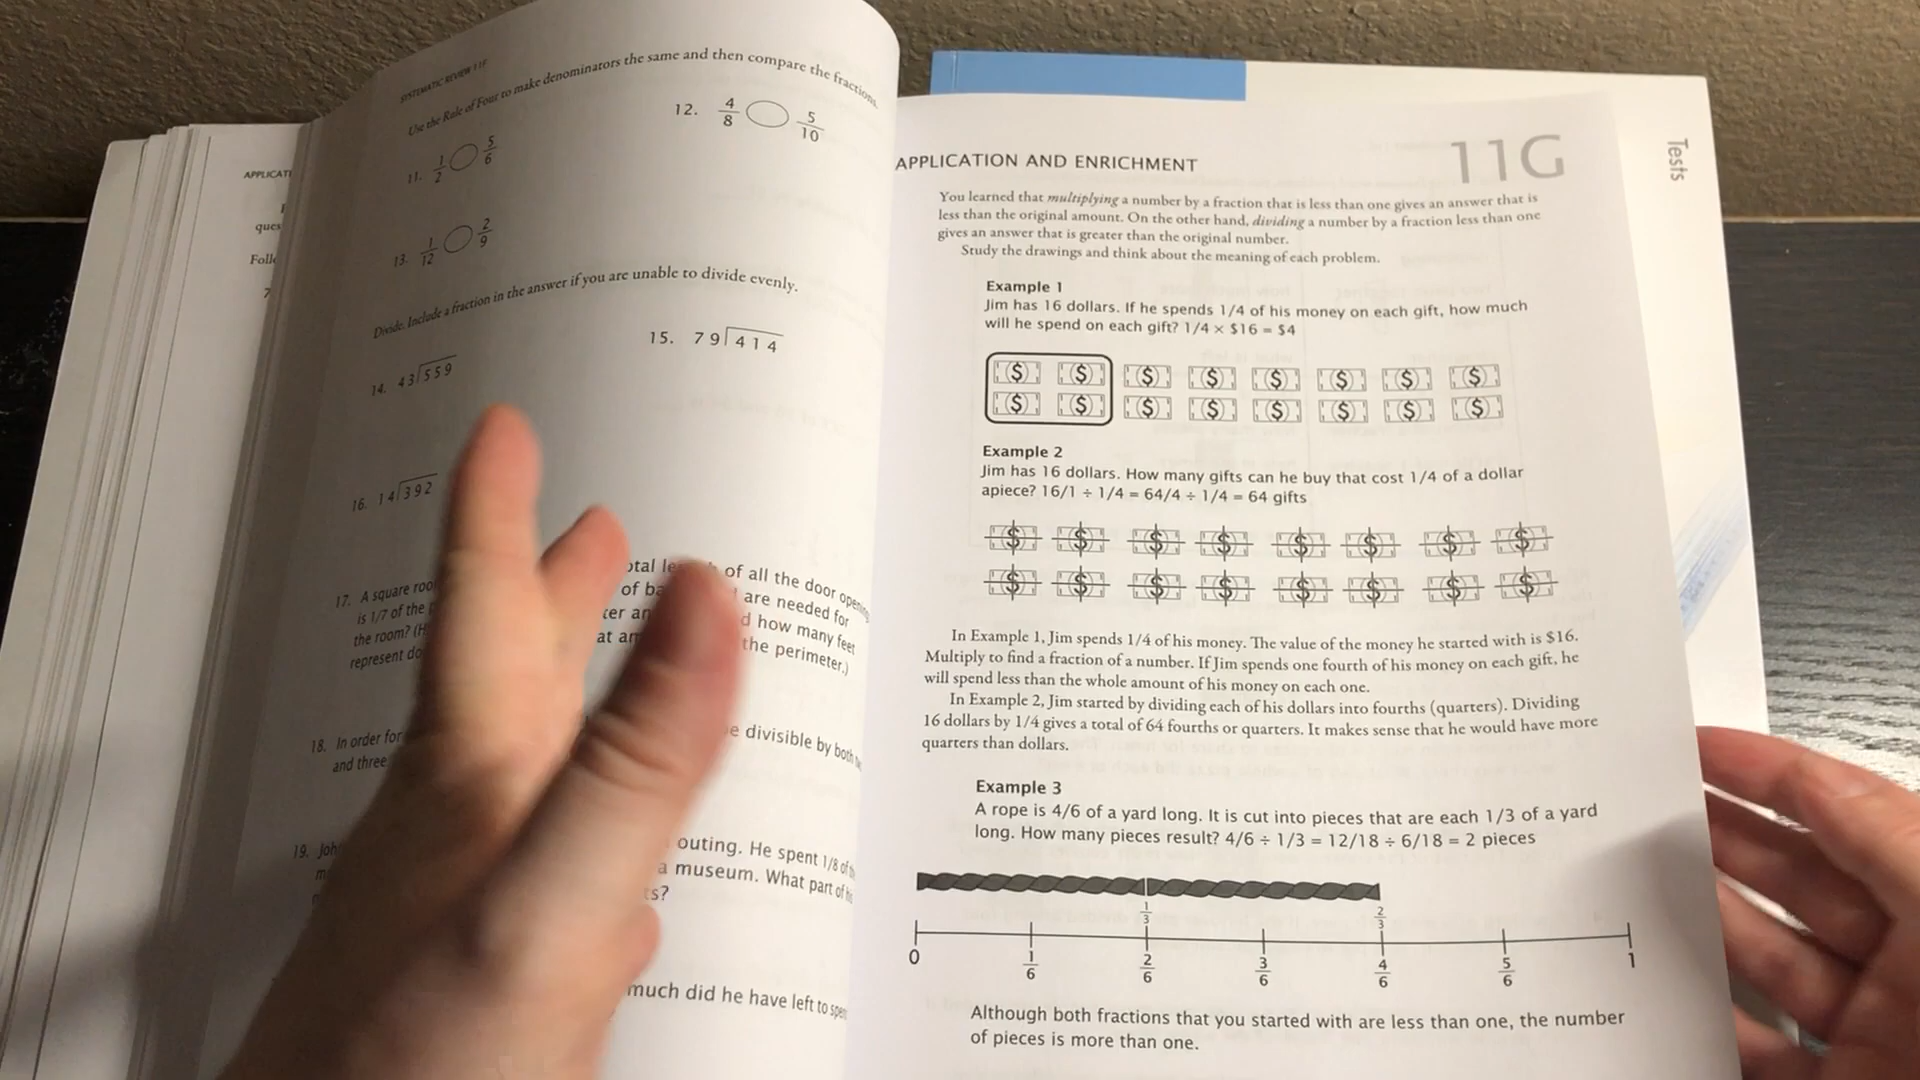 APPLICATI
ques
Follo
7
SYSTEMATIC REVIEW 11F
Use the Rule of Four to make denominators the same and then compare the fractions.
11. 1/2 5/6
12. 4/8 5/10
13. 1/12 2/9
Divide. Include a fraction in the answer if you are unable to divide evenly.
14. 43 559
15. 79 414
16. 14 392
17. A square of all the door
is 1/7 of the of are needed for
the room? how many feet
represent at the perimeter.)
18. In order for divisible by both
and three
19. outing. He spent 1/8 of
a museum. What part of
much did he have left to
APPLICATION AND ENRICHMENT 11G
You learned that multiplying a number by a fraction that is less than one gives an answer that is
less than the original amount. On the other hand, dividing a number by a fraction less than one
gives an answer that is greater than the original number.
Study the drawings and think about the meaning of each problem.
Example 1
Jim has 16 dollars. If he spends 1/4 of his money on each gift, how much
will he spend on each gift? 1/4 × $16 = $4
$ $ $ $ $ $ $ $
$ $ $ $ $ $ $ $
Example 2
Jim has 16 dollars. How many gifts can he buy that cost 1/4 of a dollar
apiece? 16/1 ÷ 1/4 = 64/4 ÷ 1/4 = 64 gifts
$ $ $ $ $ $ $ $
$ $ $ $ $ $ $ $
In Example 1, Jim spends 1/4 of his money. The value of the money he started with is $16.
Multiply to find a fraction of a number. If Jim spends one fourth of his money on each gift, he
will spend less than the whole amount of his money on each one.
In Example 2, Jim started by dividing each of his dollars into fourths (quarters). Dividing
16 dollars by 1/4 gives a total of 64 fourths or quarters. It makes sense that he would have more
quarters than dollars.
Example 3
A rope is 4/6 of a yard long. It is cut into pieces that are each 1/3 of a yard
long. How many pieces result? 4/6 ÷ 1/3 = 12/18 ÷ 6/18 = 2 pieces
1/3 2/3
0 1/6 2/6 3/6 4/6 5/6 1
Although both fractions that you started with are less than one, the number
of pieces is more than one.
Tests